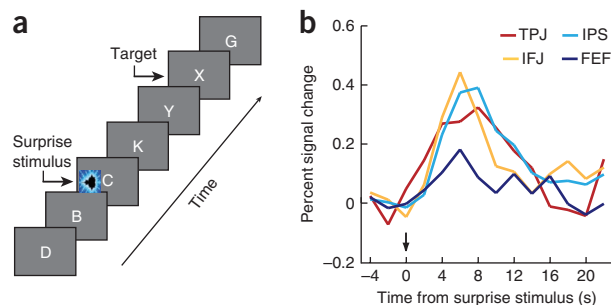 a
G
Target
X
Y
Surprise
stimulus
K
C
B
D
Time
b
TPJ
IPS
IFJ
FEF
Percent signal change
0.6
0.4
0.2
0
–0.2
–4
0
4
8
12
16
20
Time from surprise stimulus (s)